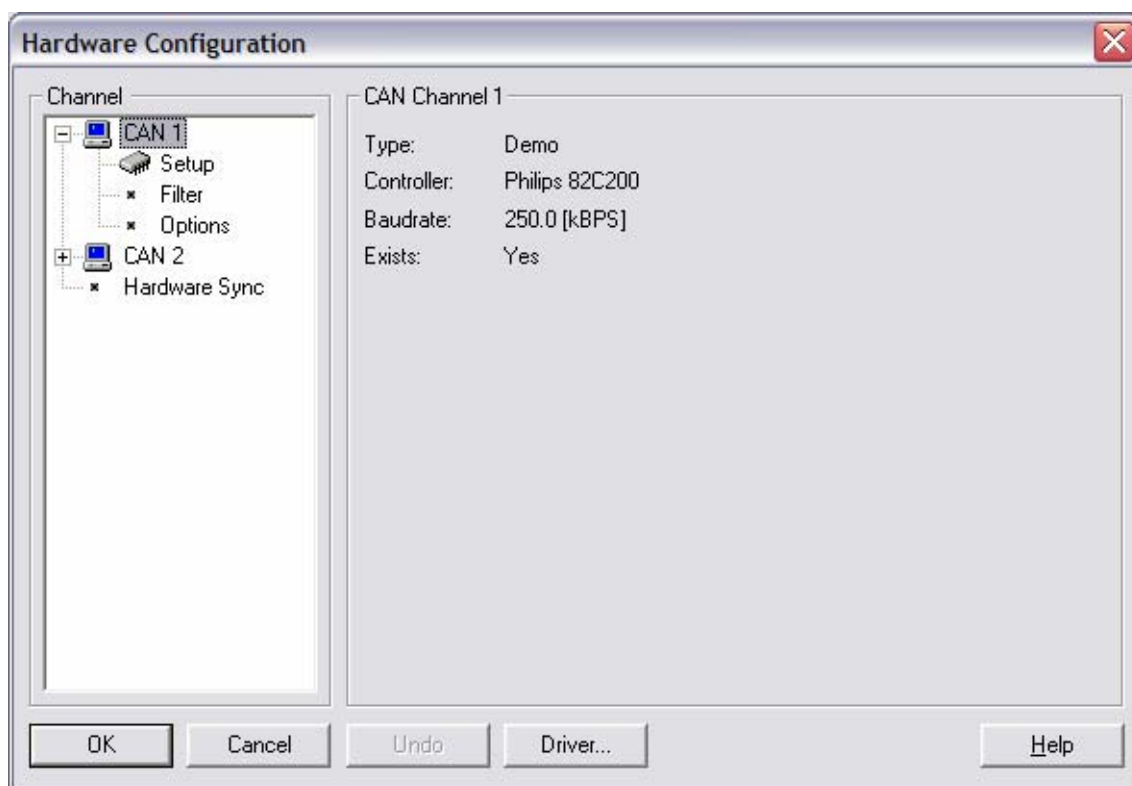 Hardware Configuration
Channel
CAN 1
Setup
Filter
Options
CAN 2
Hardware Sync
CAN Channel 1
Type: Demo
Controller: Philips 82C200
Baudrate: 250.0 [kBPS]
Exists: Yes
OK Cancel Undo Driver... Help